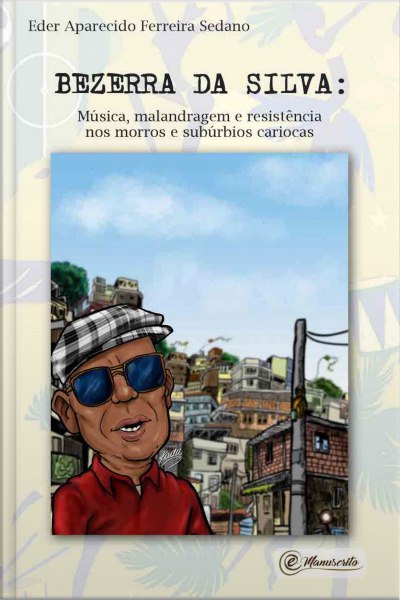 Eder Aparecido Ferreira Sedano
BEZERRA DA SILVA:
Música, malandragem e resistência
nos morros e subúrbios cariocas
e Manuscrito